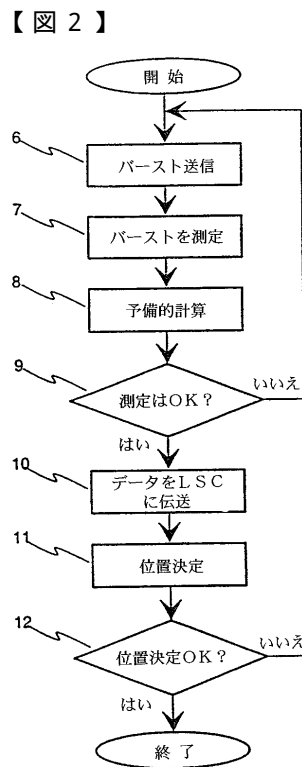 【図２】
開始
6
バースト送信
7
バーストを測定
8
予備的計算
9
測定はＯＫ？
いいえ
はい
10
データをＬＳＣ
に伝送
11
位置決定
12
位置決定ＯＫ？
いいえ
はい
終了